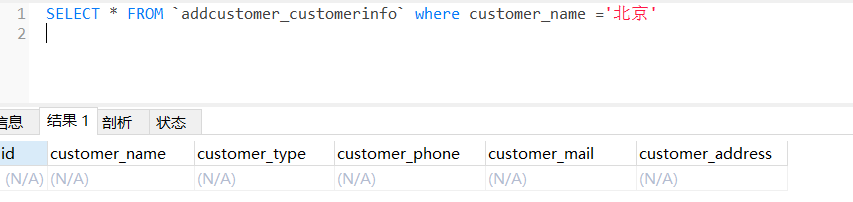 1 SELECT * FROM `addcustomer_customerinfo` where customer_name ='北京'
2
信息 结果 1 剖析 状态
id customer_name customer_type customer_phone customer_mail customer_address
(N/A) (N/A) (N/A) (N/A) (N/A) (N/A)